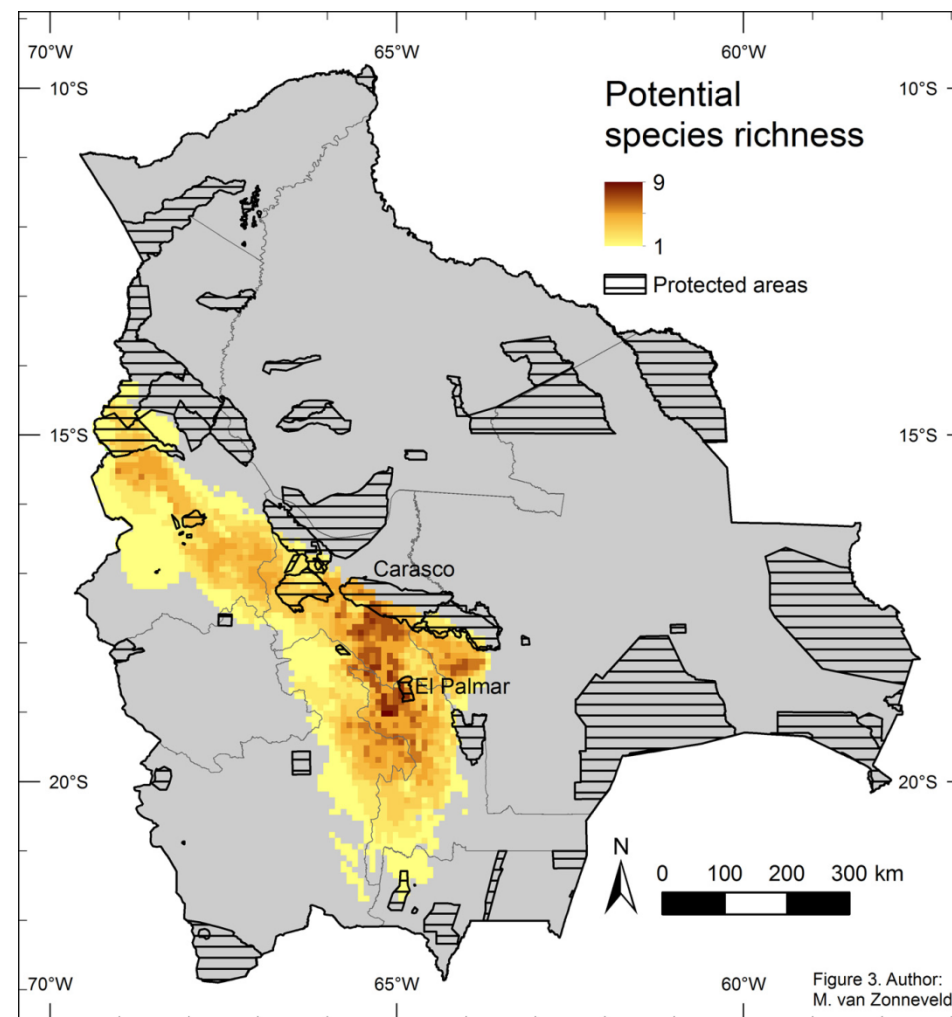 70°W 65°W 60°W
10°S 10°S
Potential
species richness
9
1
Protected areas
15°S 15°S
Carasco
El Palmar
20°S 20°S
N
0 100 200 300 km
70°W 65°W 60°W
Figure 3. Author:
M. van Zonneveld